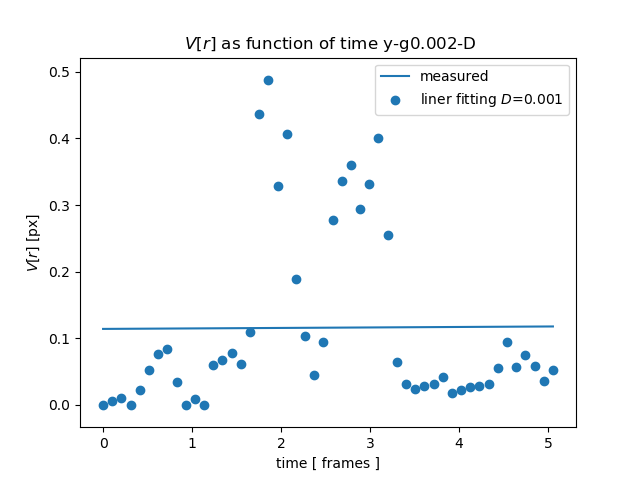 V[r] as function of time y-g0.002-D
measured
liner fitting D=0.001
0.5
0.4
0.3
0.2
0.1
0.0
V[r] [px]
0 1 2 3 4 5
time [ frames ]